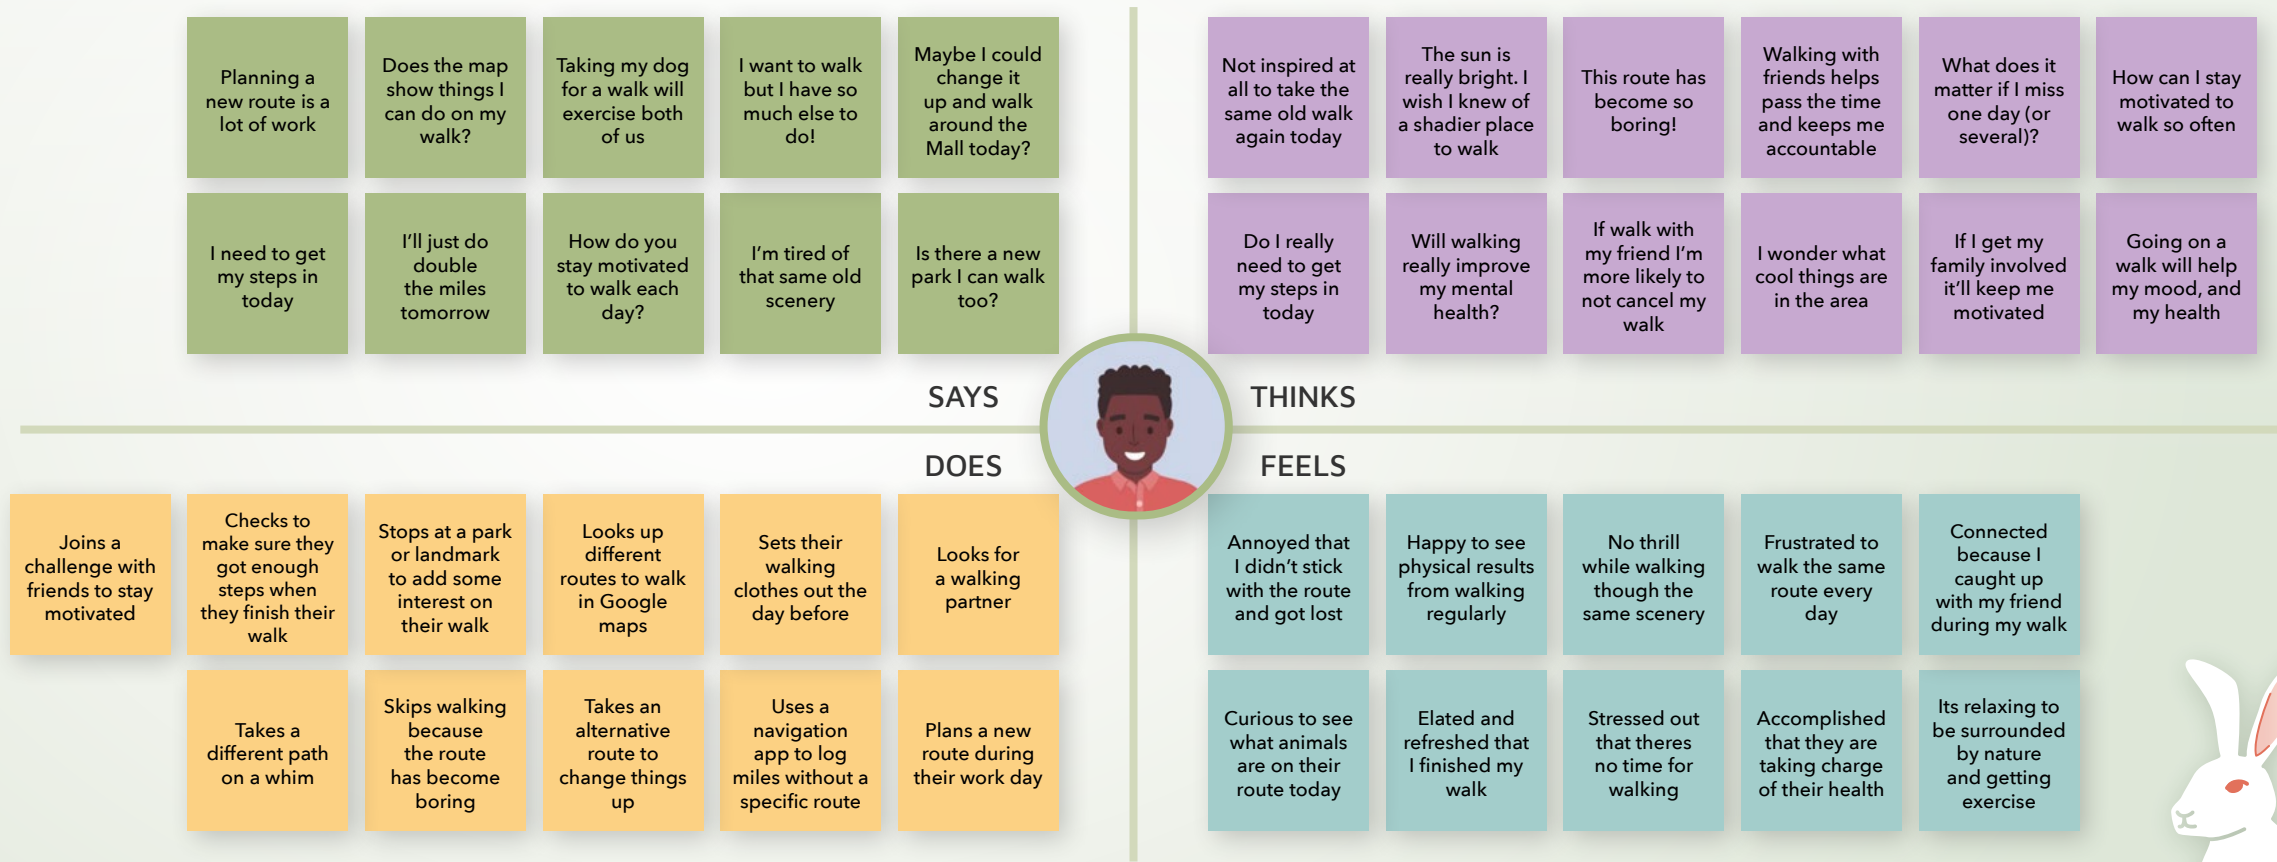 Planning a
new route is a
lot of work
Does the map
show things I
can do on my
walk?
Taking my dog
for a walk will
exercise both
of us
I want to walk
but I have so
much else to
do!
Maybe I could
change it
up and walk
around the
Mall today?
I need to get
my steps in
today
I'll just do
double
the miles
tomorrow
How do you
stay motivated
to walk each
day?
I'm tired of
that same old
scenery
Is there a new
park I can walk
too?
SAYS
Not inspired at
all to take the
same old walk
again today
The sun is
really bright. I
wish I knew of
a shadier place
to walk
This route has
become so
boring!
Walking with
friends helps
pass the time
and keeps me
accountable
What does it
matter if I miss
one day (or
several)?
How can I stay
motivated to
walk so often
Do I really
need to get
my steps in
today
Will walking
really improve
my mental
health?
If walk with
my friend I'm
more likely to
not cancel my
walk
I wonder what
cool things are
in the area
If I get my
family involved
it'll keep me
motivated
Going on a
walk will help
my mood, and
my health
THINKS
DOES
Joins a
challenge with
friends to stay
motivated
Checks to
make sure they
got enough
steps when
they finish their
walk
Stops at a park
or landmark
to add some
interest on
their walk
Looks up
different
routes to walk
in Google
maps
Sets their
walking
clothes out the
day before
Looks for
a walking
partner
Takes a
different path
on a whim
Skips walking
because
the route
has become
boring
Takes an
alternative
route to
change things
up
Uses a
navigation
app to log
miles without a
specific route
Plans a new
route during
their work day
FEELS
Annoyed that
I didn't stick
with the route
and got lost
Happy to see
physical results
from walking
regularly
No thrill
while walking
though the
same scenery
Frustrated to
walk the same
route every
day
Connected
because I
caught up
with my friend
during my walk
Curious to see
what animals
are on their
route today
Elated and
refreshed that
I finished my
walk
Stressed out
that theres
no time for
walking
Accomplished
that they are
taking charge
of their health
Its relaxing to
be surrounded
by nature
and getting
exercise